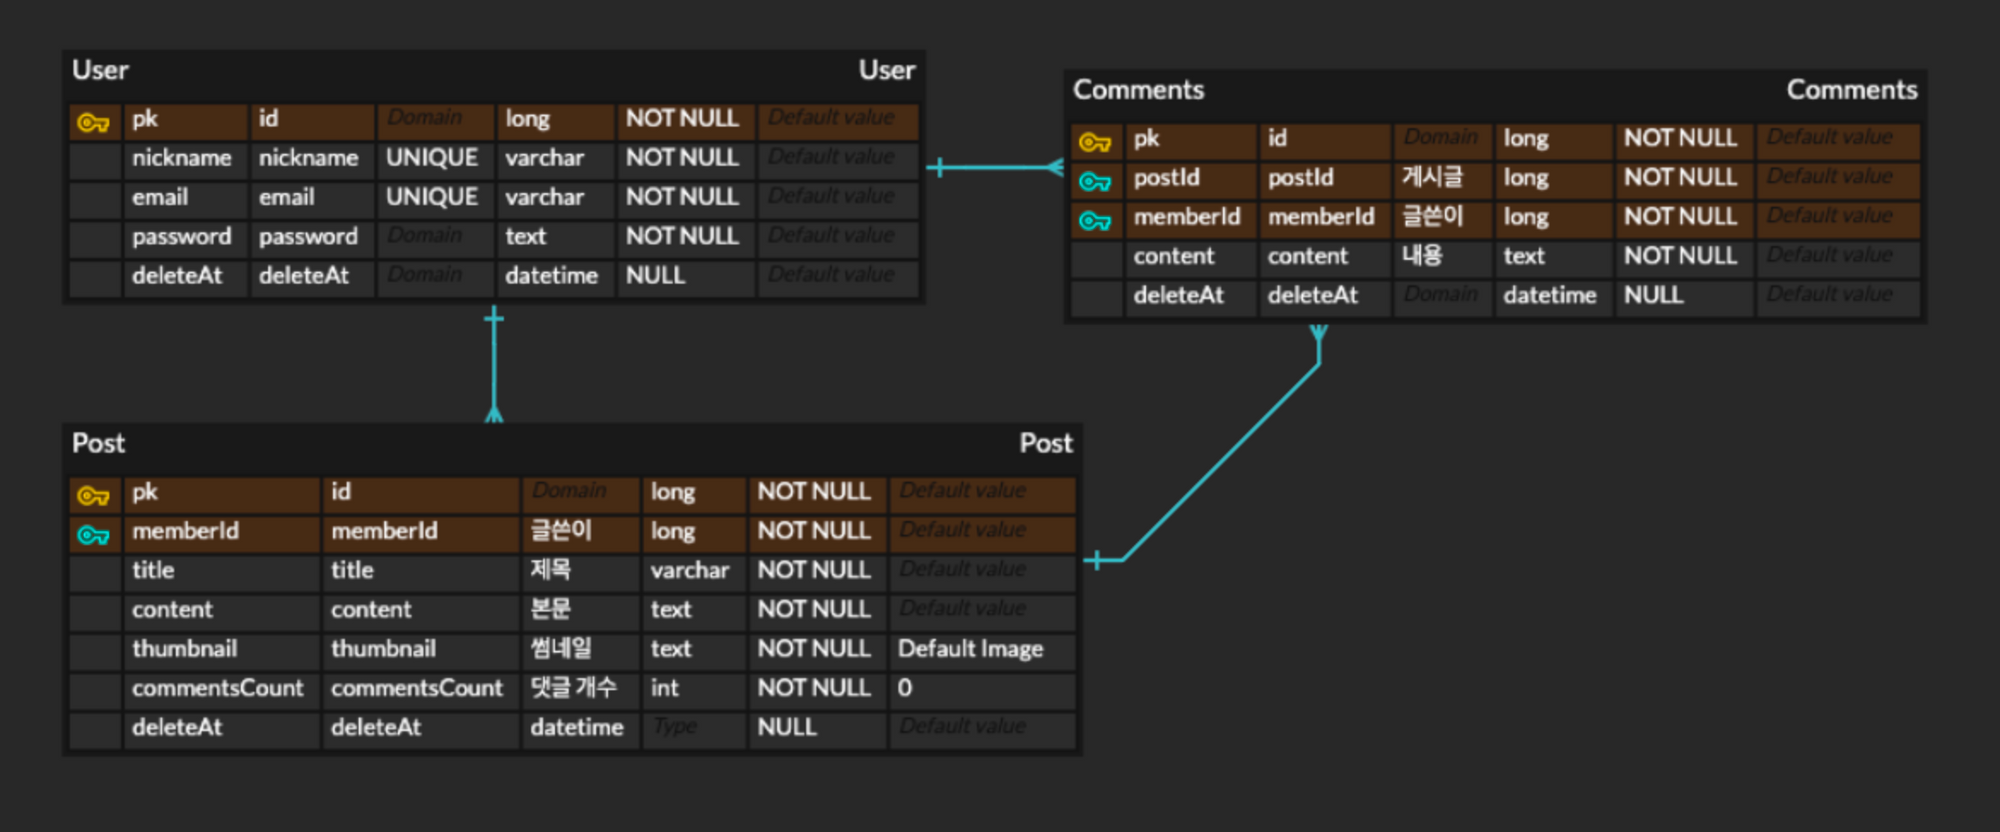 User User
pk id Domain long NOT NULL Default value
nickname nickname UNIQUE varchar NOT NULL Default value
email email UNIQUE varchar NOT NULL Default value
password password Domain text NOT NULL Default value
deleteAt deleteAt Domain datetime NULL Default value
Comments Comments
pk id Domain long NOT NULL Default value
postId postId 게시글 long NOT NULL Default value
memberId memberId 글쓴이 long NOT NULL Default value
content content 내용 text NOT NULL Default value
deleteAt deleteAt Domain datetime NULL Default value
Post Post
pk id Domain long NOT NULL Default value
memberId memberId 글쓴이 long NOT NULL Default value
title title 제목 varchar NOT NULL Default value
content content 본문 text NOT NULL Default value
thumbnail thumbnail 썸네일 text NOT NULL Default Image
commentsCount commentsCount 댓글 개수 int NOT NULL 0
deleteAt deleteAt datetime Type NULL Default value